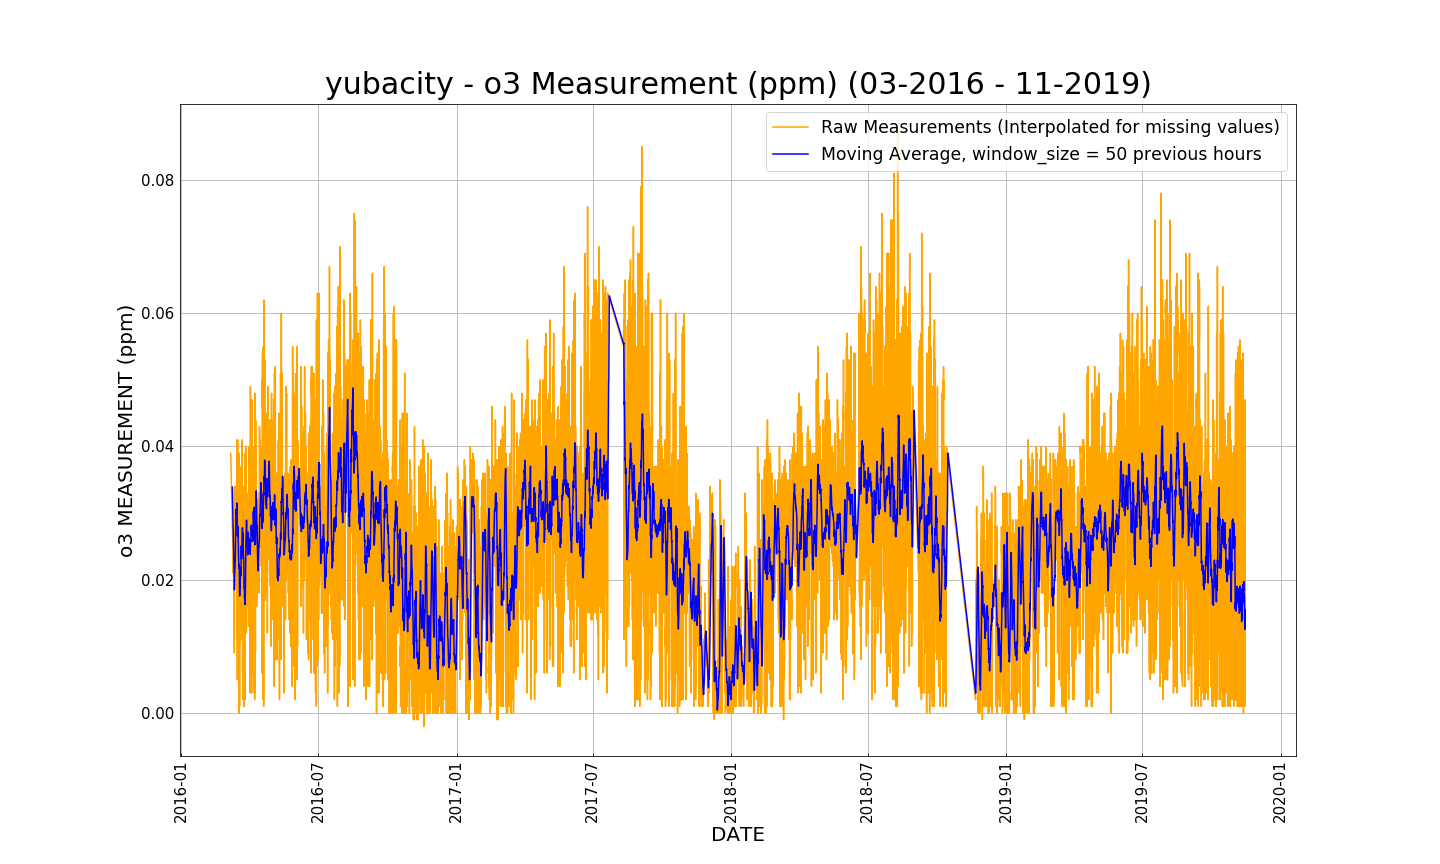 yubacity - o3 Measurement (ppm) (03-2016 - 11-2019)
Raw Measurements (Interpolated for missing values)
Moving Average, window_size = 50 previous hours
o3 MEASUREMENT (ppm)
0.08
0.06
0.04
0.02
0.00
2016-01
2016-07
2017-01
2017-07
2018-01
2018-07
2019-01
2019-07
2020-01
DATE